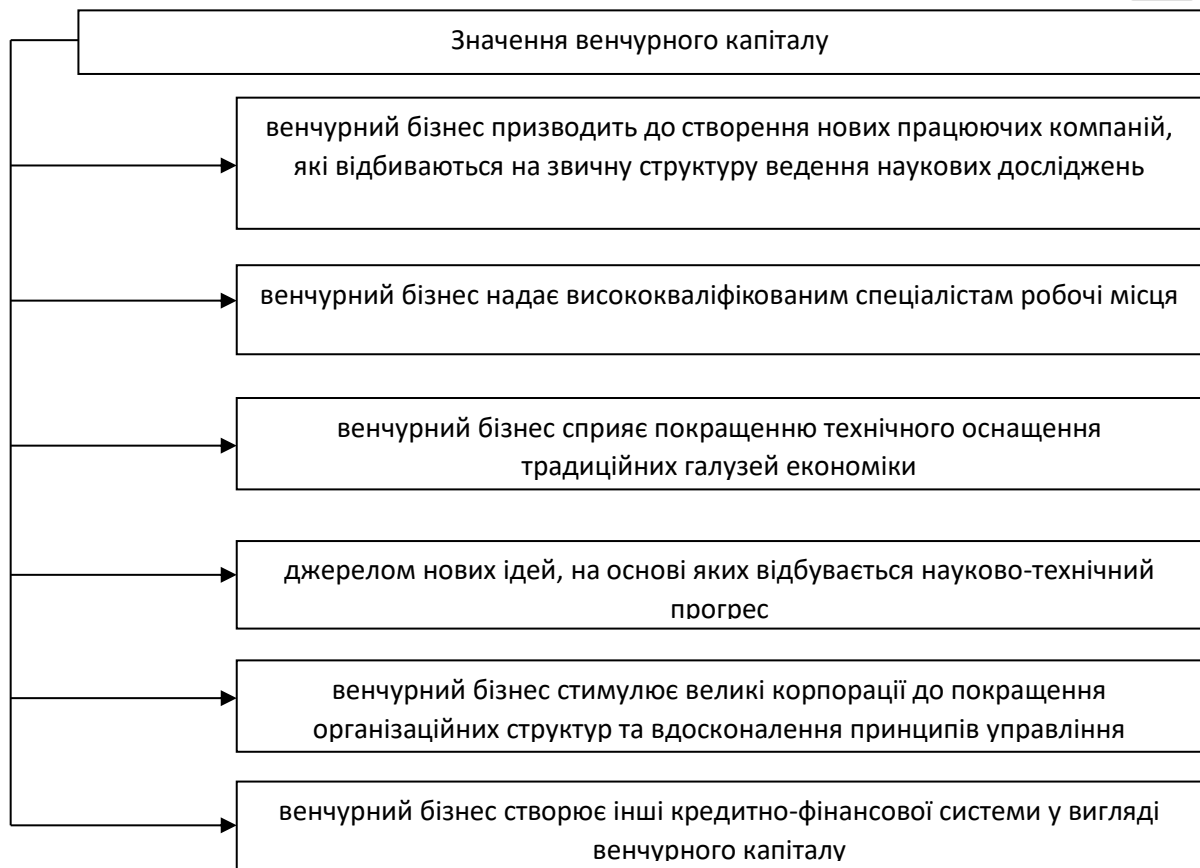 Значення венчурного капіталу
венчурний бізнес призводить до створення нових працюючих компаній,
які відбиваються на звичну структуру ведення наукових досліджень
венчурний бізнес надає висококваліфікованим спеціалістам робочі місця
венчурний бізнес сприяє покращенню технічного оснащення
традиційних галузей економіки
джерелом нових ідей, на основі яких відбувається науково-технічний
прогрес
венчурний бізнес стимулює великі корпорації до покращення
організаційних структур та вдосконалення принципів управління
венчурний бізнес створює інші кредитно-фінансової системи у вигляді
венчурного капіталу